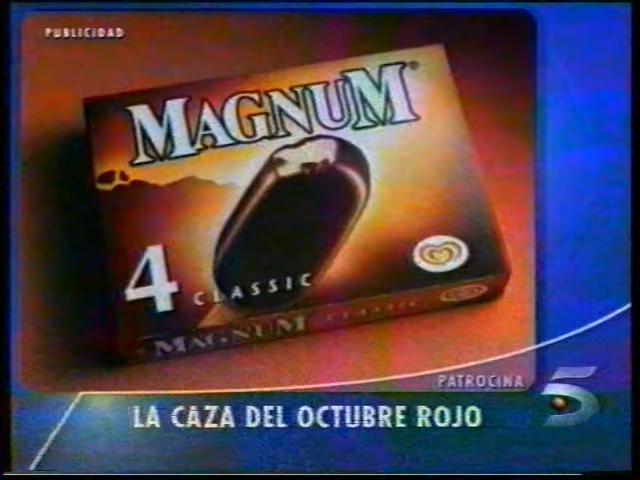 PUBLICIDAD
MAGNUM®
4 CLASSIC
MAGNUM CLASSIC
PATROCINA
LA CAZA DEL OCTUBRE ROJO
5